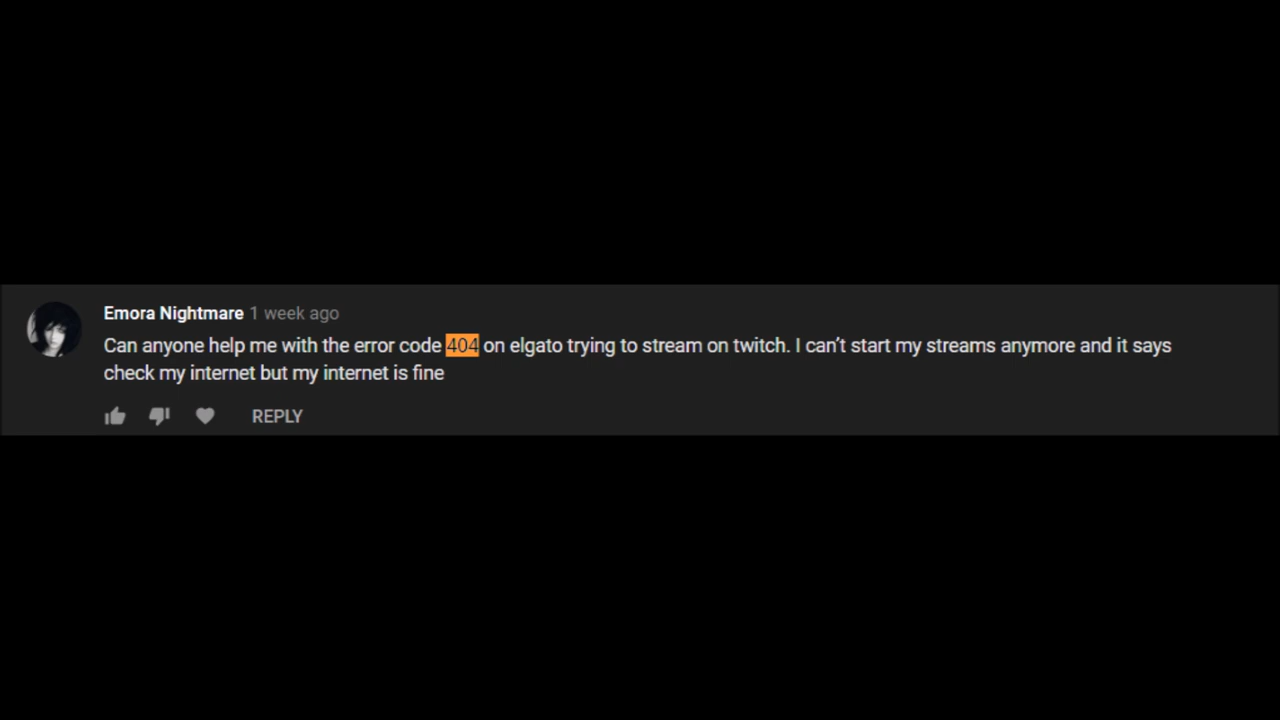 Emora Nightmare 1 week ago
Can anyone help me with the error code 404 on elgato trying to stream on twitch. I can't start my streams anymore and it says
check my internet but my internet is fine
REPLY